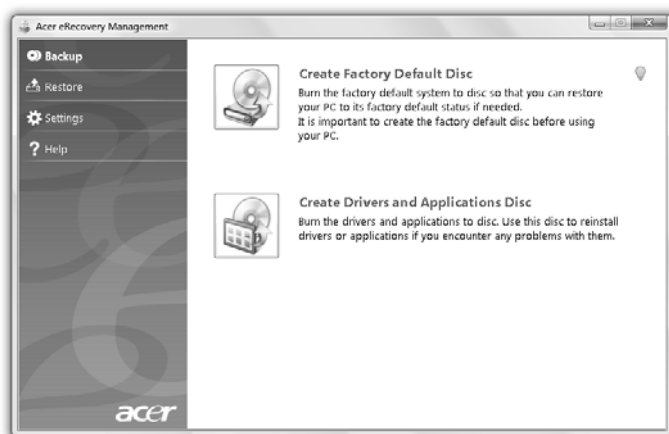 Acer eRecovery Management
Backup
Restore
Settings
Help
Create Factory Default Disc
Burn the factory default system to disc so that you can restore
your PC to its factory default status if needed.
It is important to create the factory default disc before using
your PC.
Create Drivers and Applications Disc
Burn the drivers and applications to disc. Use this disc to reinstall
drivers or applications if you encounter any problems with them.
acer